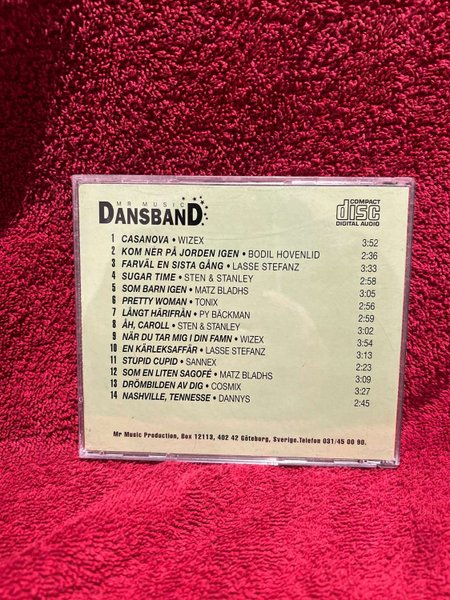 MR MUSIC
DANSBAND
COMPACT
disc
DIGITAL AUDIO
1 CASANOVA • WIZEX 3:52
2 KOM NER PÅ JORDEN IGEN • BODIL HOVENLID 2:36
3 FARVÄL EN SISTA GÅNG • LASSE STEFANZ 3:33
4 SUGAR TIME • STEN & STANLEY 2:58
5 SOM BARN IGEN • MATZ BLADHS 3:05
6 PRETTY WOMAN • TONIX 2:56
7 LÅNGT HÄRIFRÅN • PY BÄCKMAN 2:59
8 ÅH, CAROLL • STEN & STANLEY 3:02
9 NÄR DU TAR MIG I DIN FAMN • WIZEX 3:54
10 EN KÄRLEKSAFFÄR • LASSE STEFANZ 3:13
11 STUPID CUPID • SANNEX 2:23
12 SOM EN LITEN SAGOFÉ • MATZ BLADHS 3:09
13 DRÖMBILDEN AV DIG • COSMIX 3:27
14 NASHVILLE, TENNESSE • DANNYS 2:45
Mr Music Production, Box 12113, 402 42 Göteburg, Sverige.Telefon 031/45 00 90.